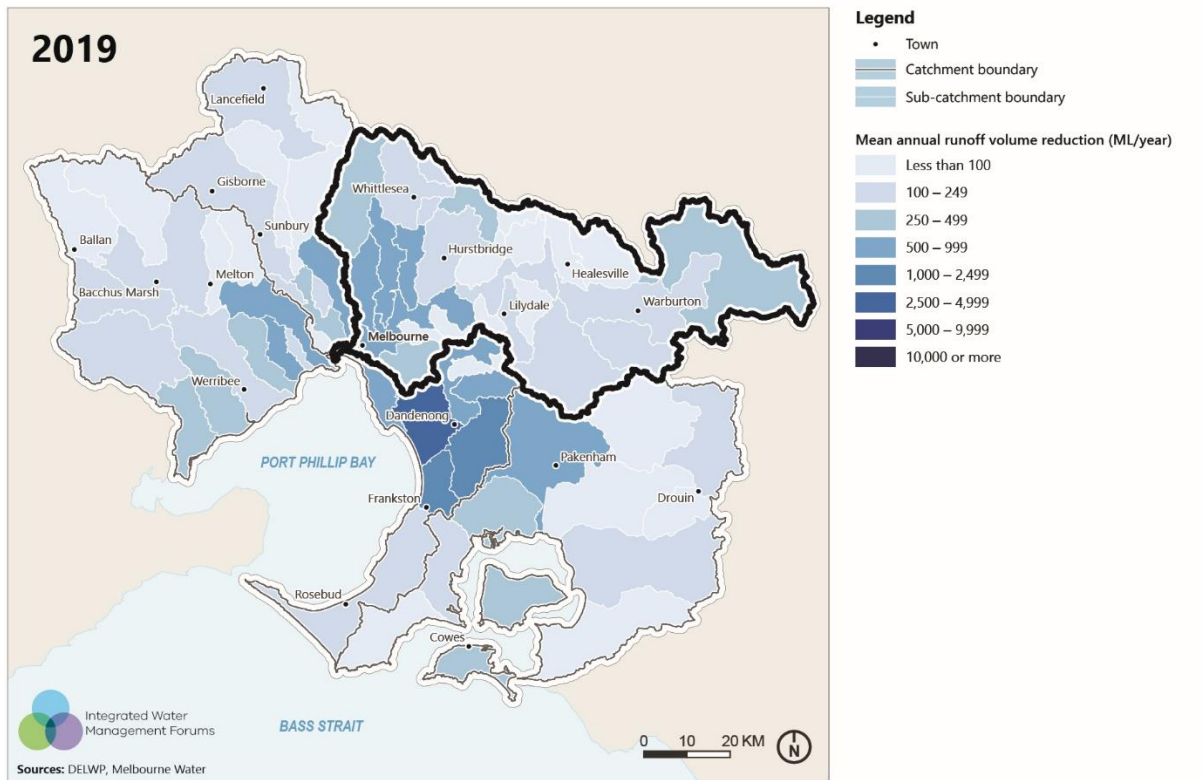 2019
Lancefield
Gisborne
Whittlesea
Sunbury
Ballan
Hurstbridge
Healesville
Melton
Bacchus Marsh
Lilydale
Warburton
Melbourne
Werribee
Dandenong
PORT PHILLIP BAY
Pakenham
Frankston
Drouin
Rosebud
Cowes
Integrated Water
Management Forums
BASS STRAIT
0 10 20 KM
N
Sources: DELWP, Melbourne Water
Legend
Town
Catchment boundary
Sub-catchment boundary
Mean annual runoff volume reduction (ML/year)
Less than 100
100 – 249
250 – 499
500 – 999
1,000 – 2,499
2,500 – 4,999
5,000 – 9,999
10,000 or more